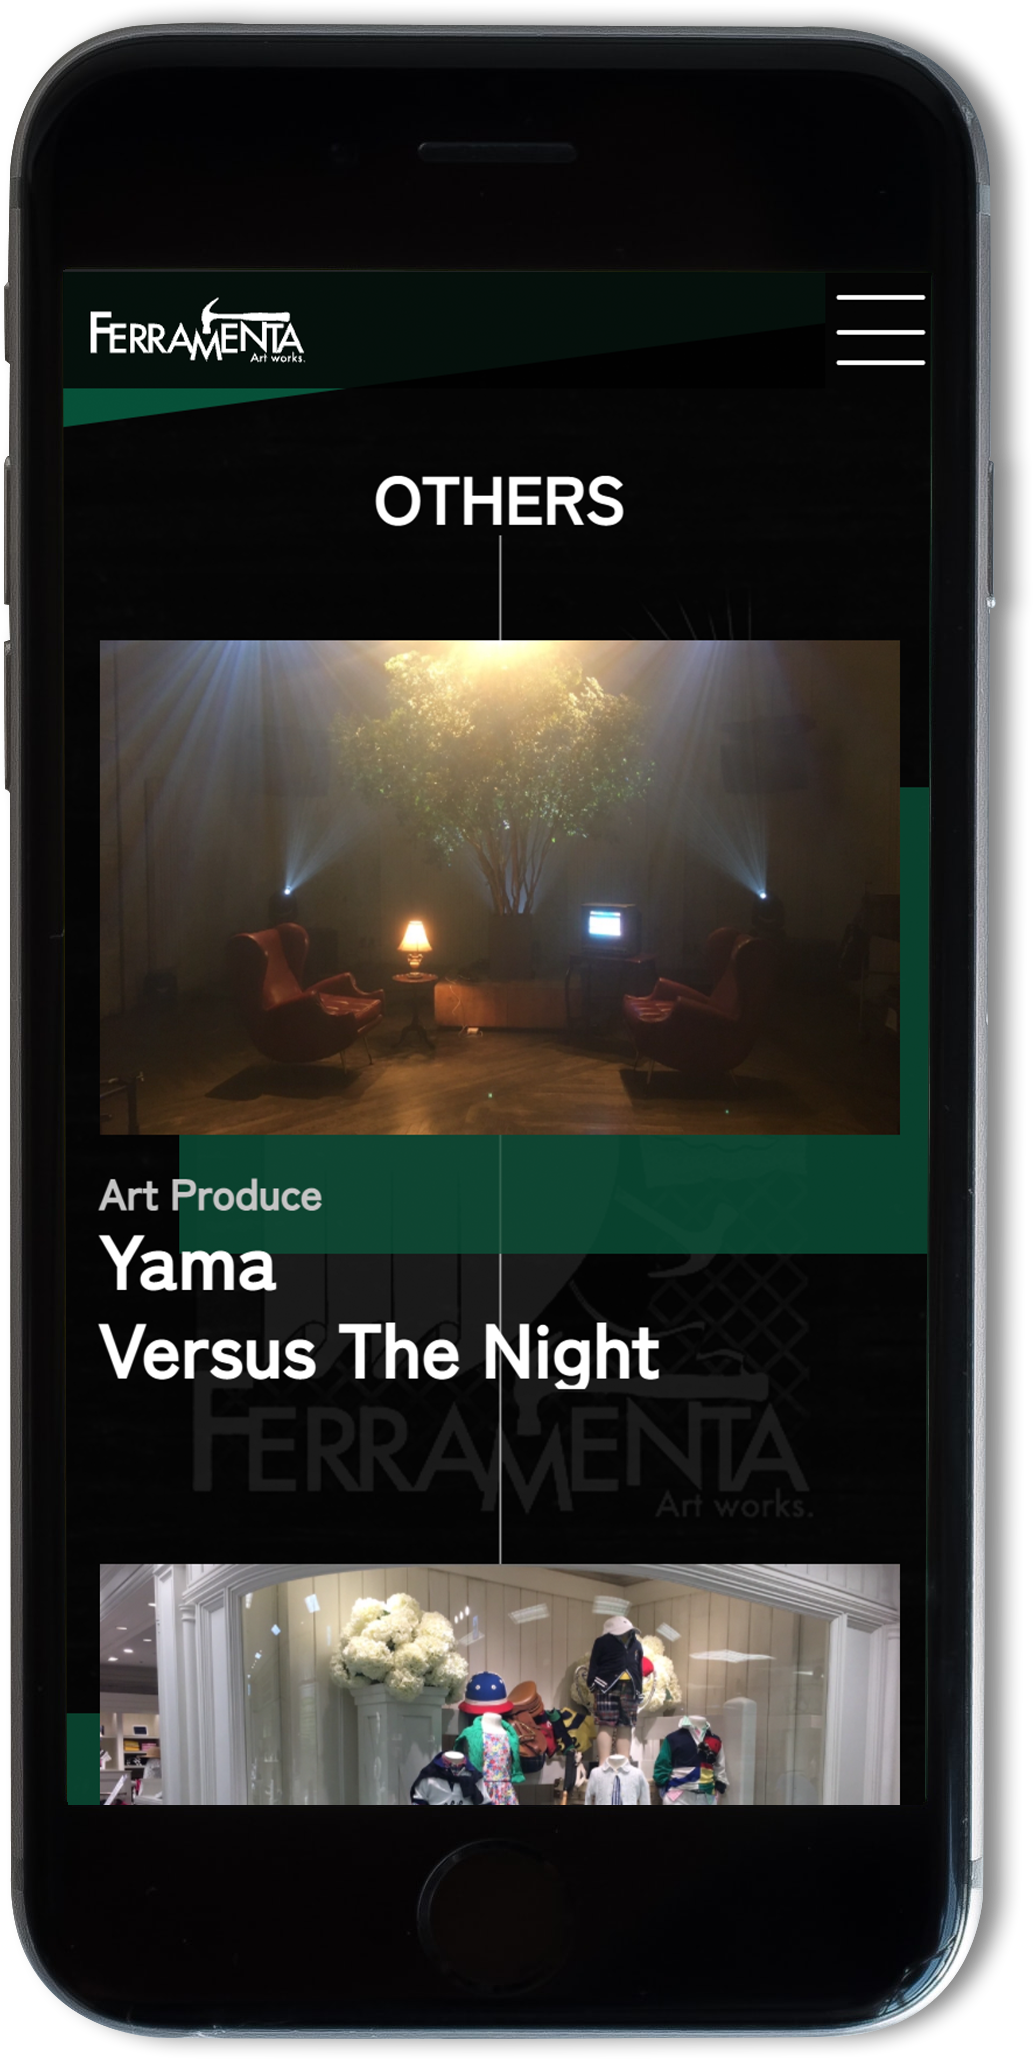 FERRAMENTA
Art works.
OTHERS
Art Produce
Yama
Versus The Night
FERRAMENTA
Art works.